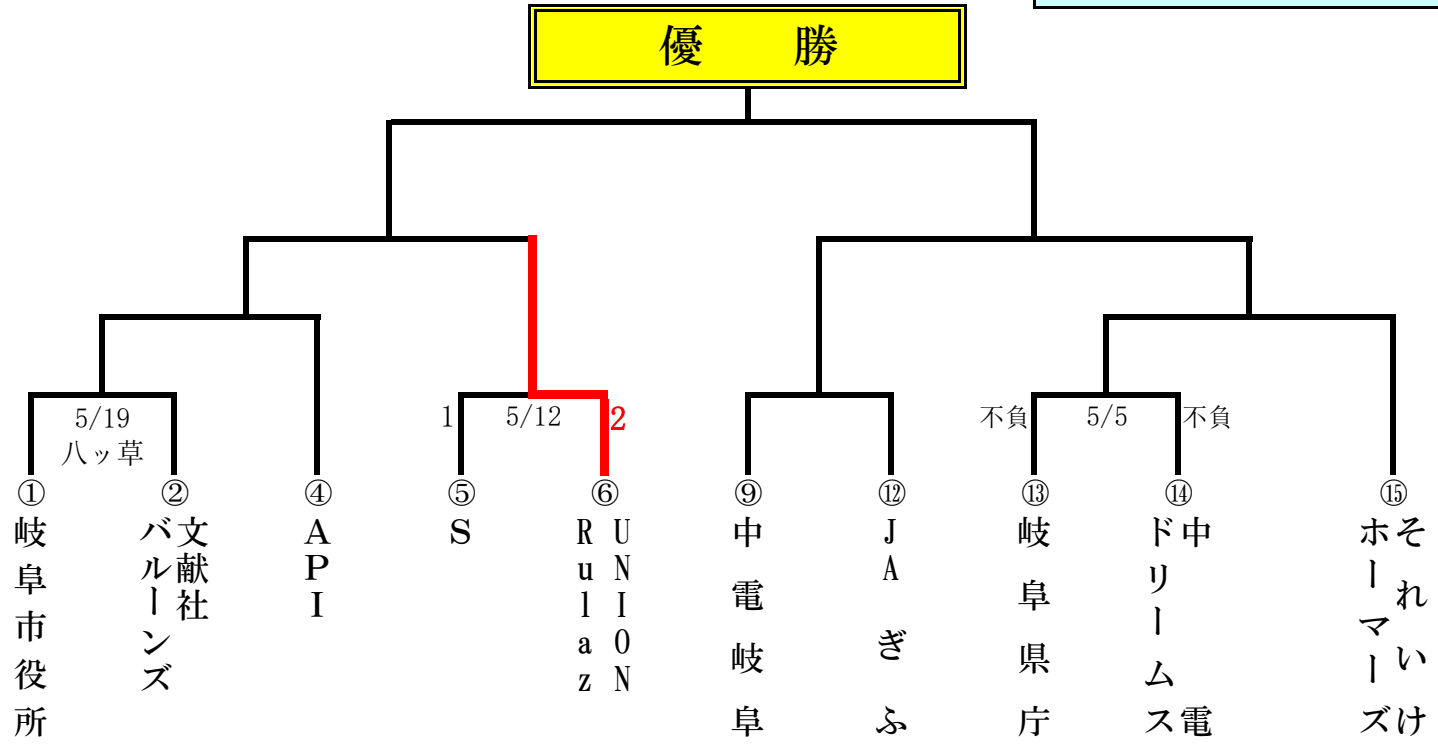 優　勝
5/19
八ッ草
1
5/12
2
不負
5/5
不負
①
②
④
⑤
⑥
⑨
⑫
⑬
⑭
⑮
岐阜市役所
文献社
バルーンズ
API
S
UNION
Rulaz
中電岐阜
JAぎふ
岐阜県庁
中電
ドリームス
それいけ
ホーマーズ